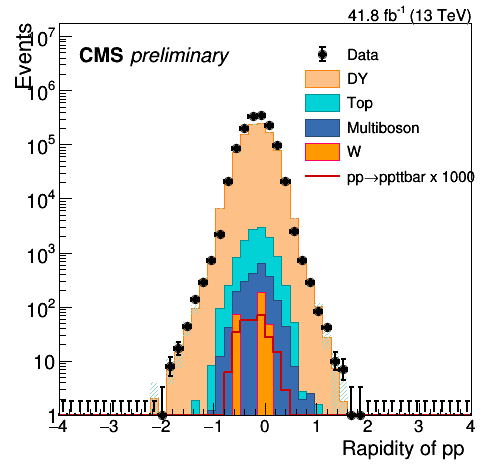 41.8 fb⁻¹ (13 TeV)
Events
CMS preliminary
Data
DY
Top
Multiboson
W
pp→ppttbar x 1000
10⁷
10⁶
10⁵
10⁴
10³
10²
10
1
−4 −3 −2 −1 0 1 2 3 4
Rapidity of pp